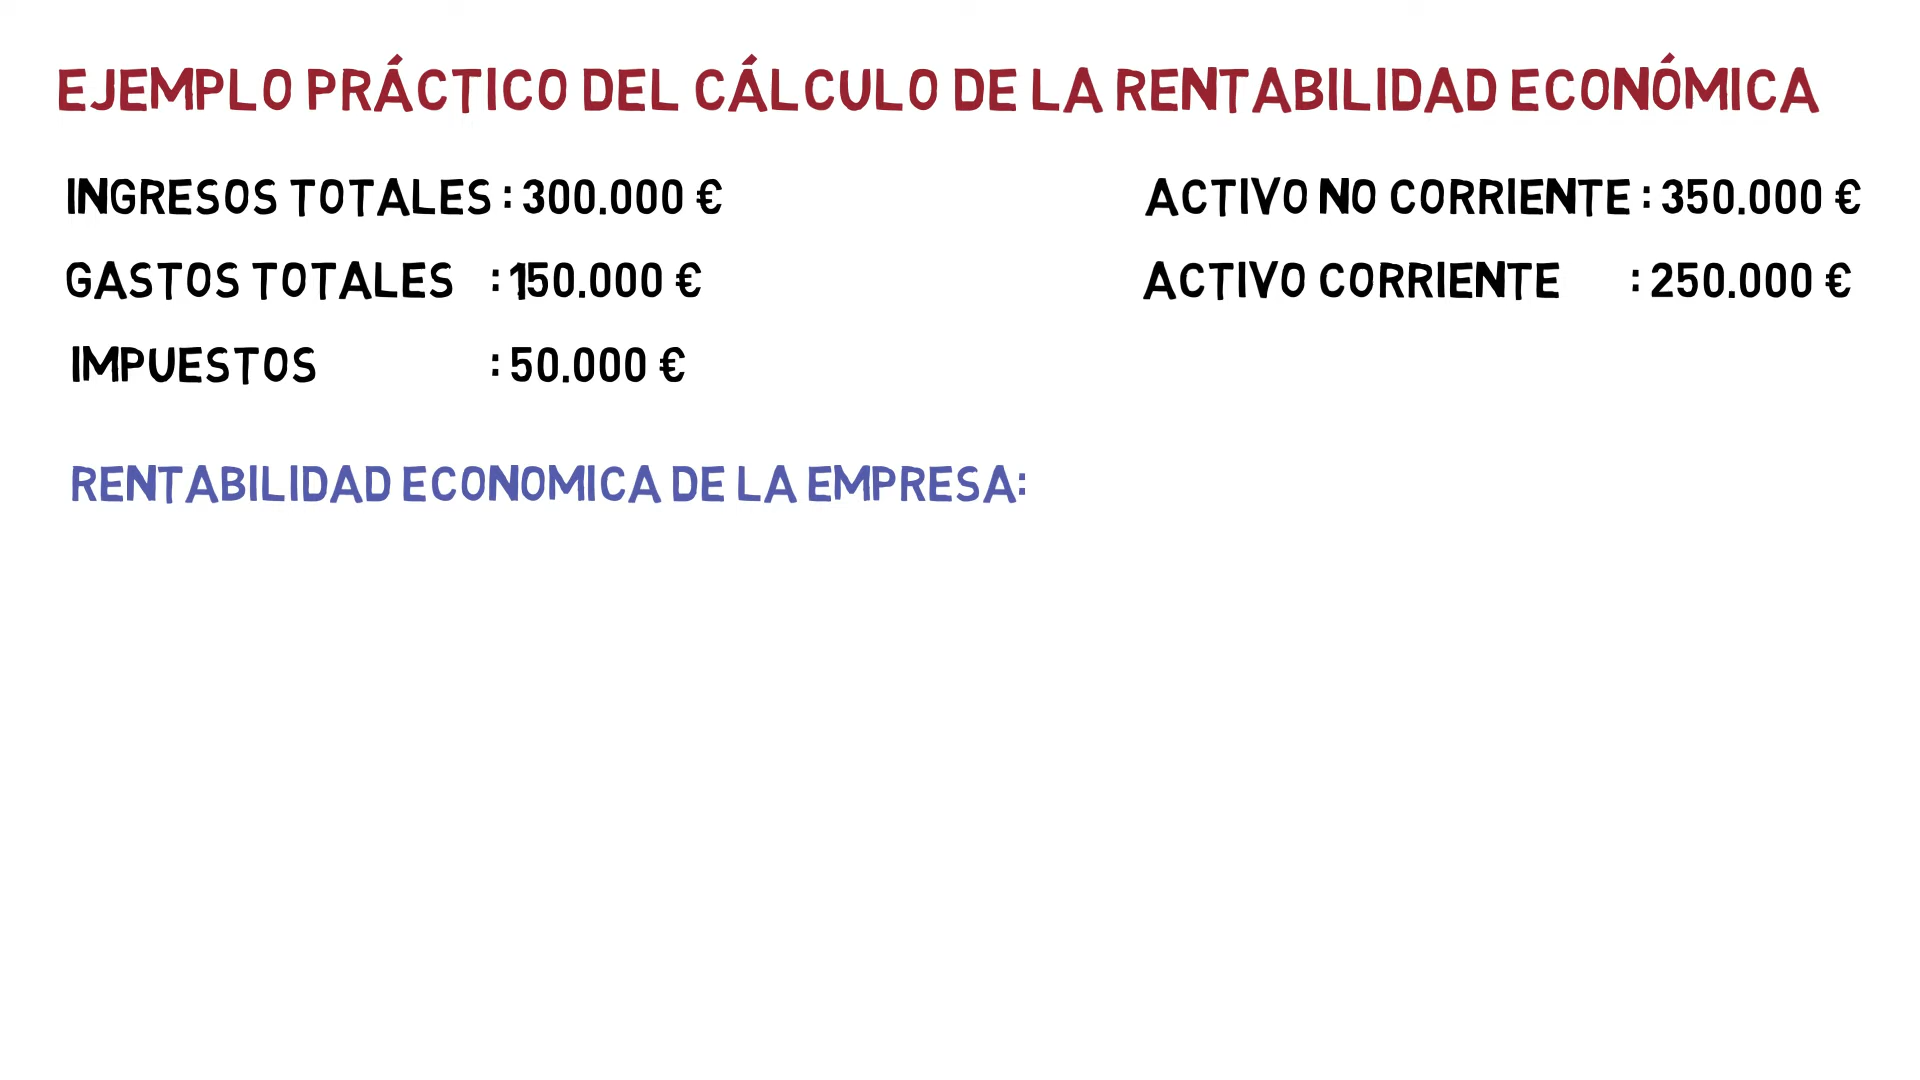 EJEMPLO PRÁCTICO DEL CÁLCULO DE LA RENTABILIDAD ECONÓMICA
INGRESOS TOTALES : 300.000 €
GASTOS TOTALES : 150.000 €
IMPUESTOS : 50.000 €
ACTIVO NO CORRIENTE : 350.000 €
ACTIVO CORRIENTE : 250.000 €
RENTABILIDAD ECONOMICA DE LA EMPRESA: